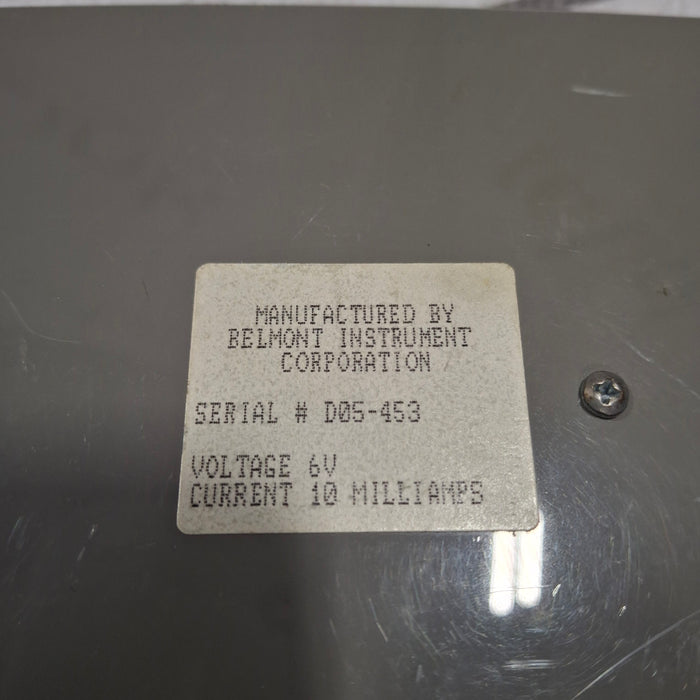 MANUFACTURED BY
BELMONT INSTRUMENT
CORPORATION
SERIAL # D05-453
VOLTAGE 6V
CURRENT 10 MILLIAMPS